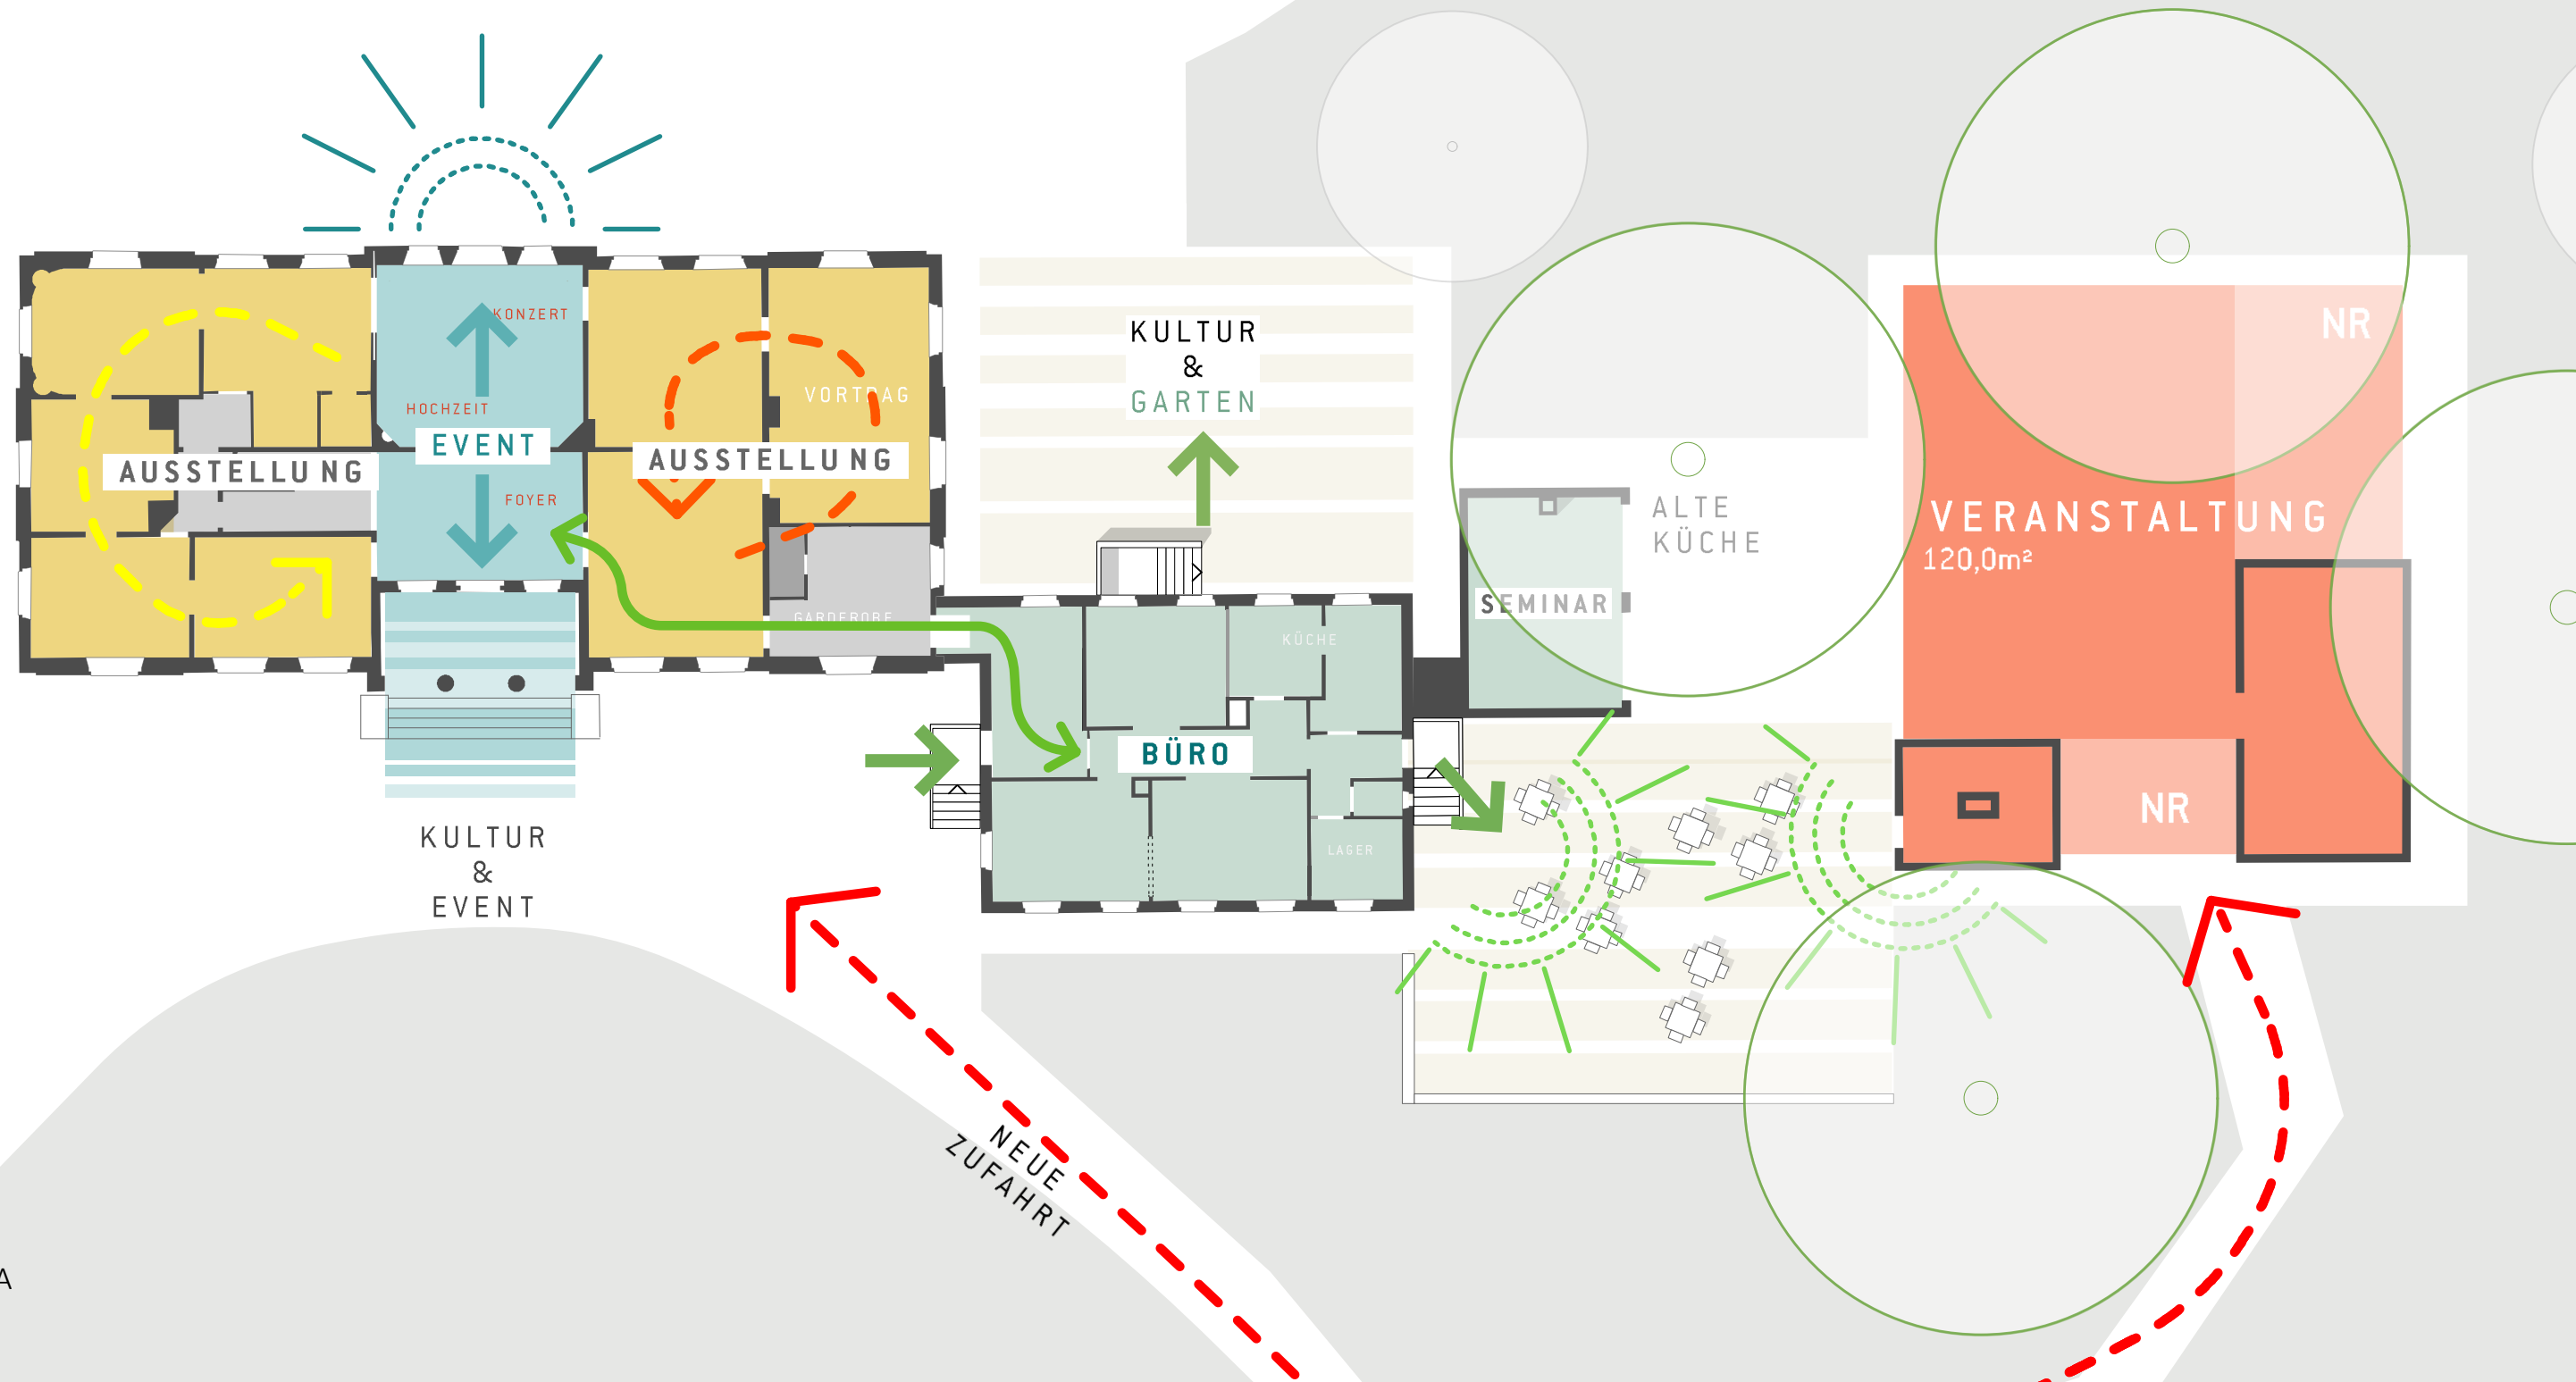 KONZERT
HOCHZEIT
EVENT
FOYER
AUSSTELLUNG
VORTRAG
AUSSTELLUNG
GARDEROBE
KULTUR
&
GARTEN
KULTUR
&
EVENT
KÜCHE
BÜRO
LAGER
ALTE
KÜCHE
SEMINAR
NR
VERANSTALTUNG
120,0m²
NR
NEUE
ZUFAHRT
A